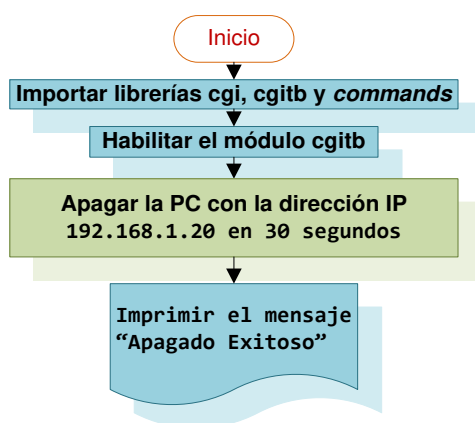 Inicio
Importar librerías cgi, cgitb y commands
Habilitar el módulo cgitb
Apagar la PC con la dirección IP
192.168.1.20 en 30 segundos
Imprimir el mensaje
“Apagado Exitoso”